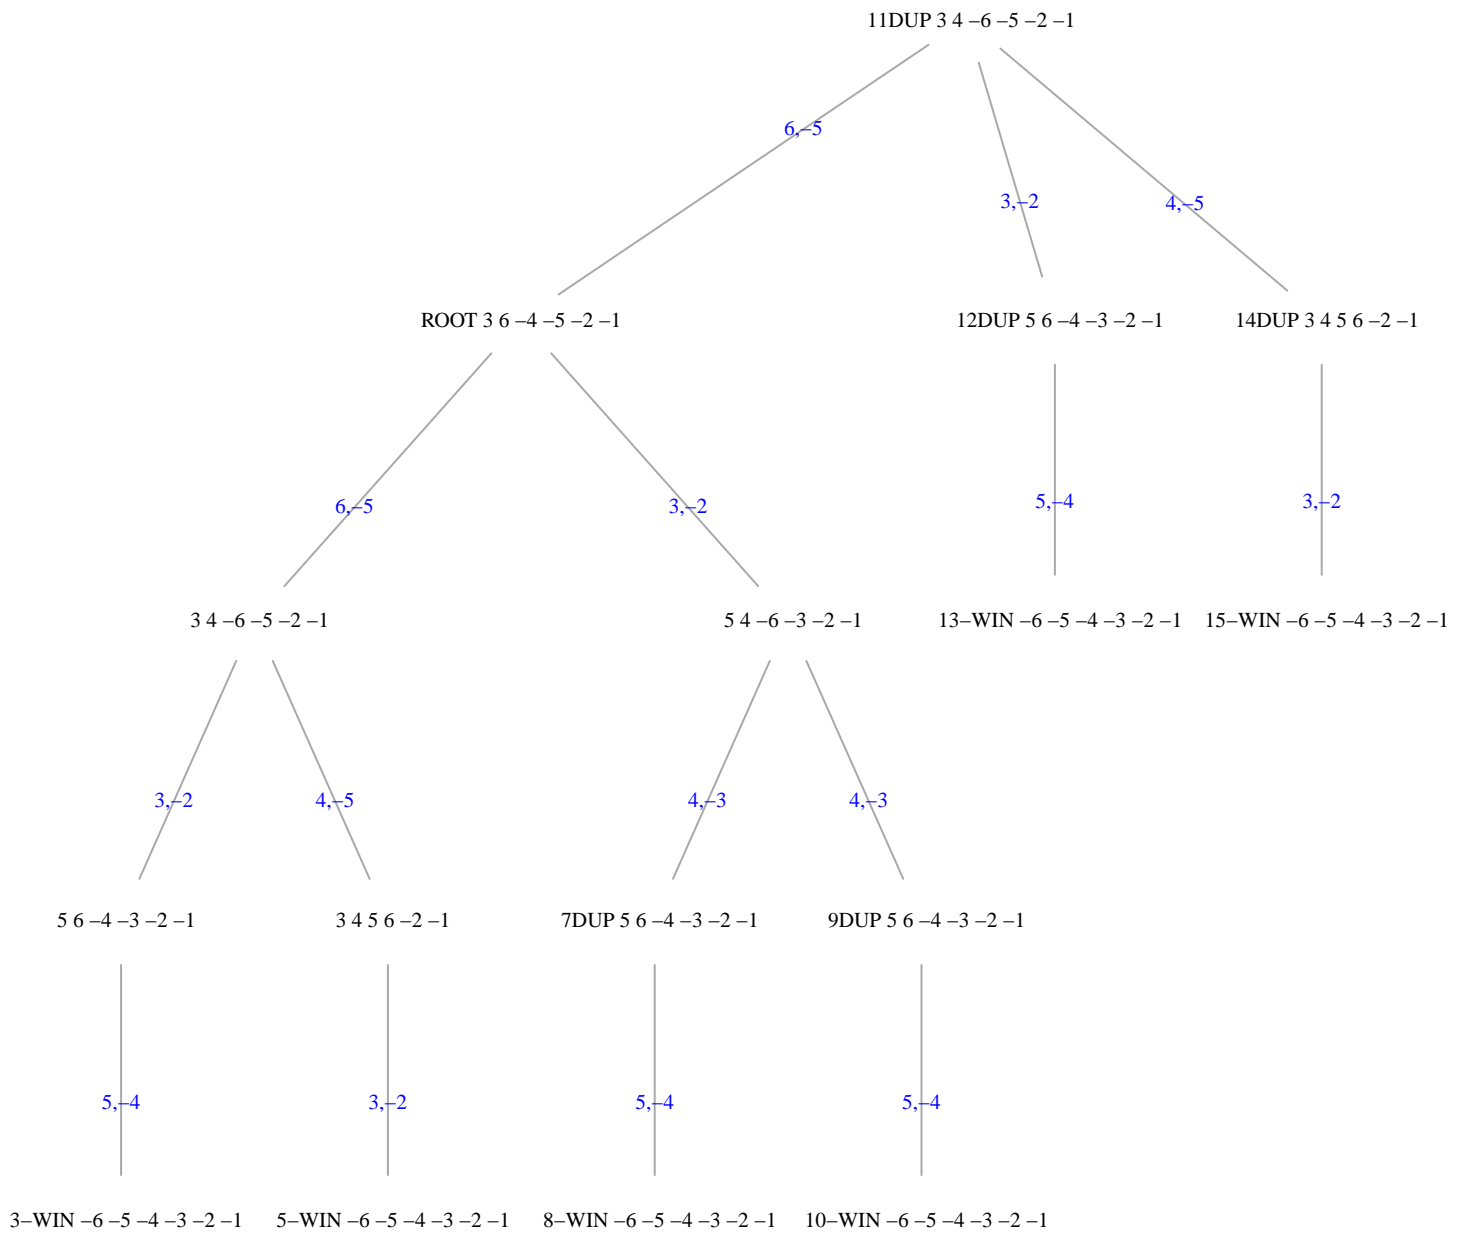 11DUP 3 4 –6 –5 –2 –1
6,–5
3,–2
4,–5
ROOT 3 6 –4 –5 –2 –1
12DUP 5 6 –4 –3 –2 –1
14DUP 3 4 5 6 –2 –1
6,–5
3,–2
5,–4
3,–2
3 4 –6 –5 –2 –1
5 4 –6 –3 –2 –1
13–WIN –6 –5 –4 –3 –2 –1
15–WIN –6 –5 –4 –3 –2 –1
3,–2
4,–5
4,–3
4,–3
5 6 –4 –3 –2 –1
3 4 5 6 –2 –1
7DUP 5 6 –4 –3 –2 –1
9DUP 5 6 –4 –3 –2 –1
5,–4
3,–2
5,–4
5,–4
3–WIN –6 –5 –4 –3 –2 –1
5–WIN –6 –5 –4 –3 –2 –1
8–WIN –6 –5 –4 –3 –2 –1
10–WIN –6 –5 –4 –3 –2 –1